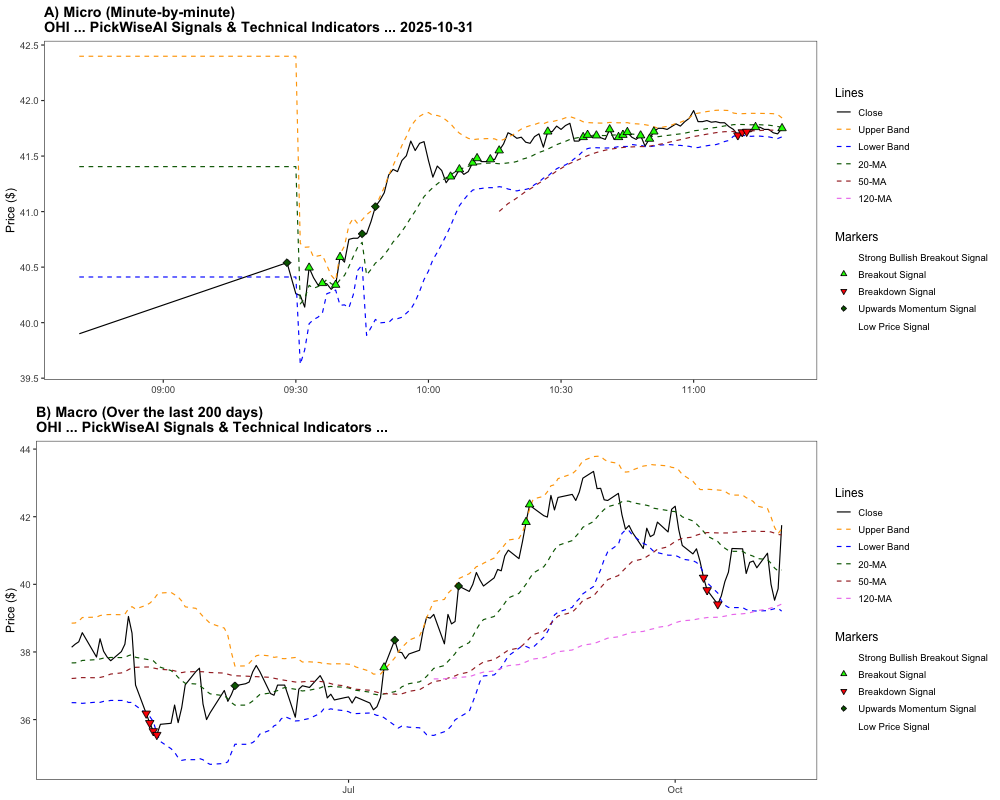 A) Micro (Minute-by-minute)
OHI ... PickWiseAI Signals & Technical Indicators ... 2025-10-31
42.5
42.0
41.5
41.0
40.5
40.0
39.5
Price ($)
09:00
09:30
10:00
10:30
11:00
Lines
Close
Upper Band
Lower Band
20-MA
50-MA
120-MA
Markers
Strong Bullish Breakout Signal
Breakout Signal
Breakdown Signal
Upwards Momentum Signal
Low Price Signal
B) Macro (Over the last 200 days)
OHI ... PickWiseAI Signals & Technical Indicators ...
44
42
40
38
36
Price ($)
Jul
Oct
Lines
Close
Upper Band
Lower Band
20-MA
50-MA
120-MA
Markers
Strong Bullish Breakout Signal
Breakout Signal
Breakdown Signal
Upwards Momentum Signal
Low Price Signal